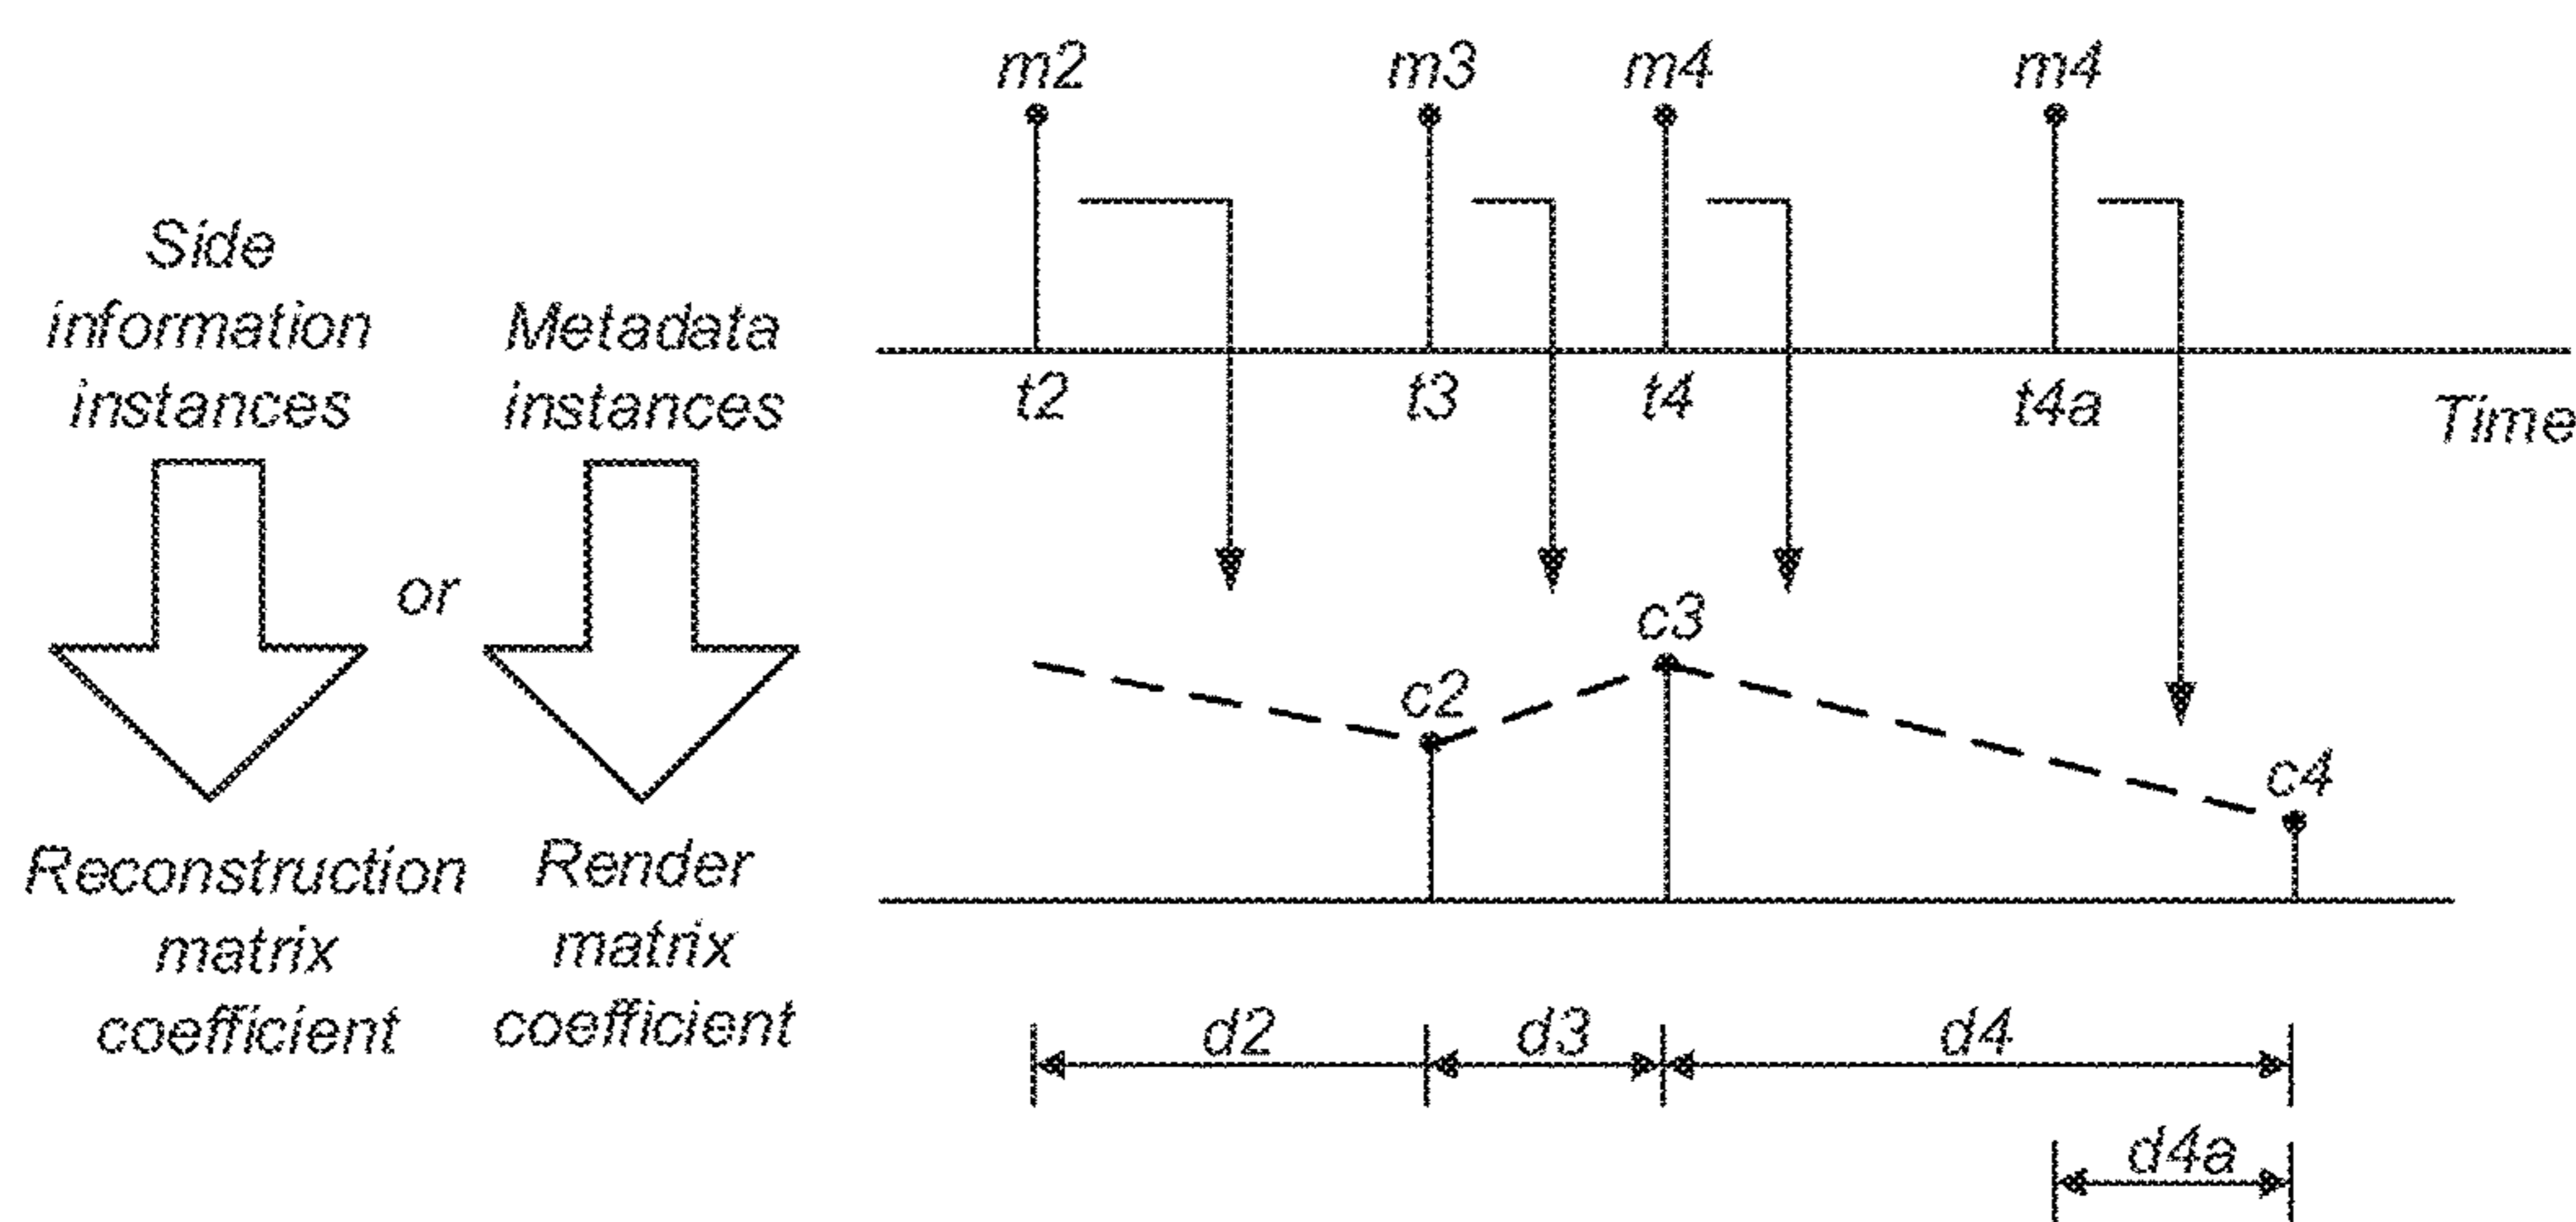 m2 m3 m4 m4
t2 t3 t4 t4a Time
Side
information
instances
Metadata
instances
or
Reconstruction
matrix
coefficient
Render
matrix
coefficient
c2 c3 c4
d2 d3 d4
d4a